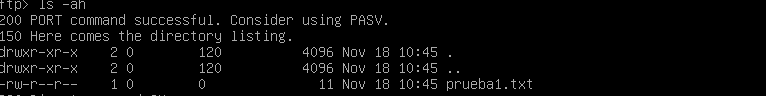 ftp> ls -ah
200 PORT command successful. Consider using PASV.
150 Here comes the directory listing.
drwxr-xr-x    2 0        120          4096 Nov 18 10:45 .
drwxr-xr-x    2 0        120          4096 Nov 18 10:45 ..
-rw-r--r--    1 0        0              11 Nov 18 10:45 prueba1.txt